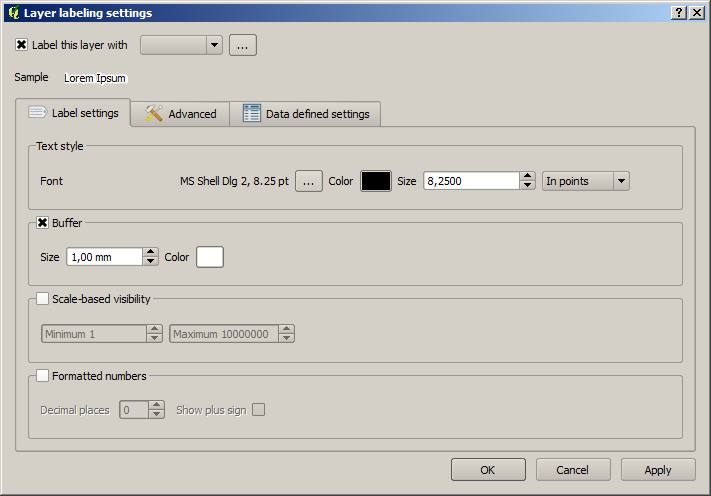 Layer labeling settings
Label this layer with ...
Sample Lorem Ipsum
Label settings Advanced Data defined settings
Text style
Font MS Shell Dlg 2, 8.25 pt ... Color Size 8,2500 In points
Buffer
Size 1,00 mm Color
Scale-based visibility
Minimum 1 Maximum 10000000
Formatted numbers
Decimal places 0 Show plus sign
OK Cancel Apply